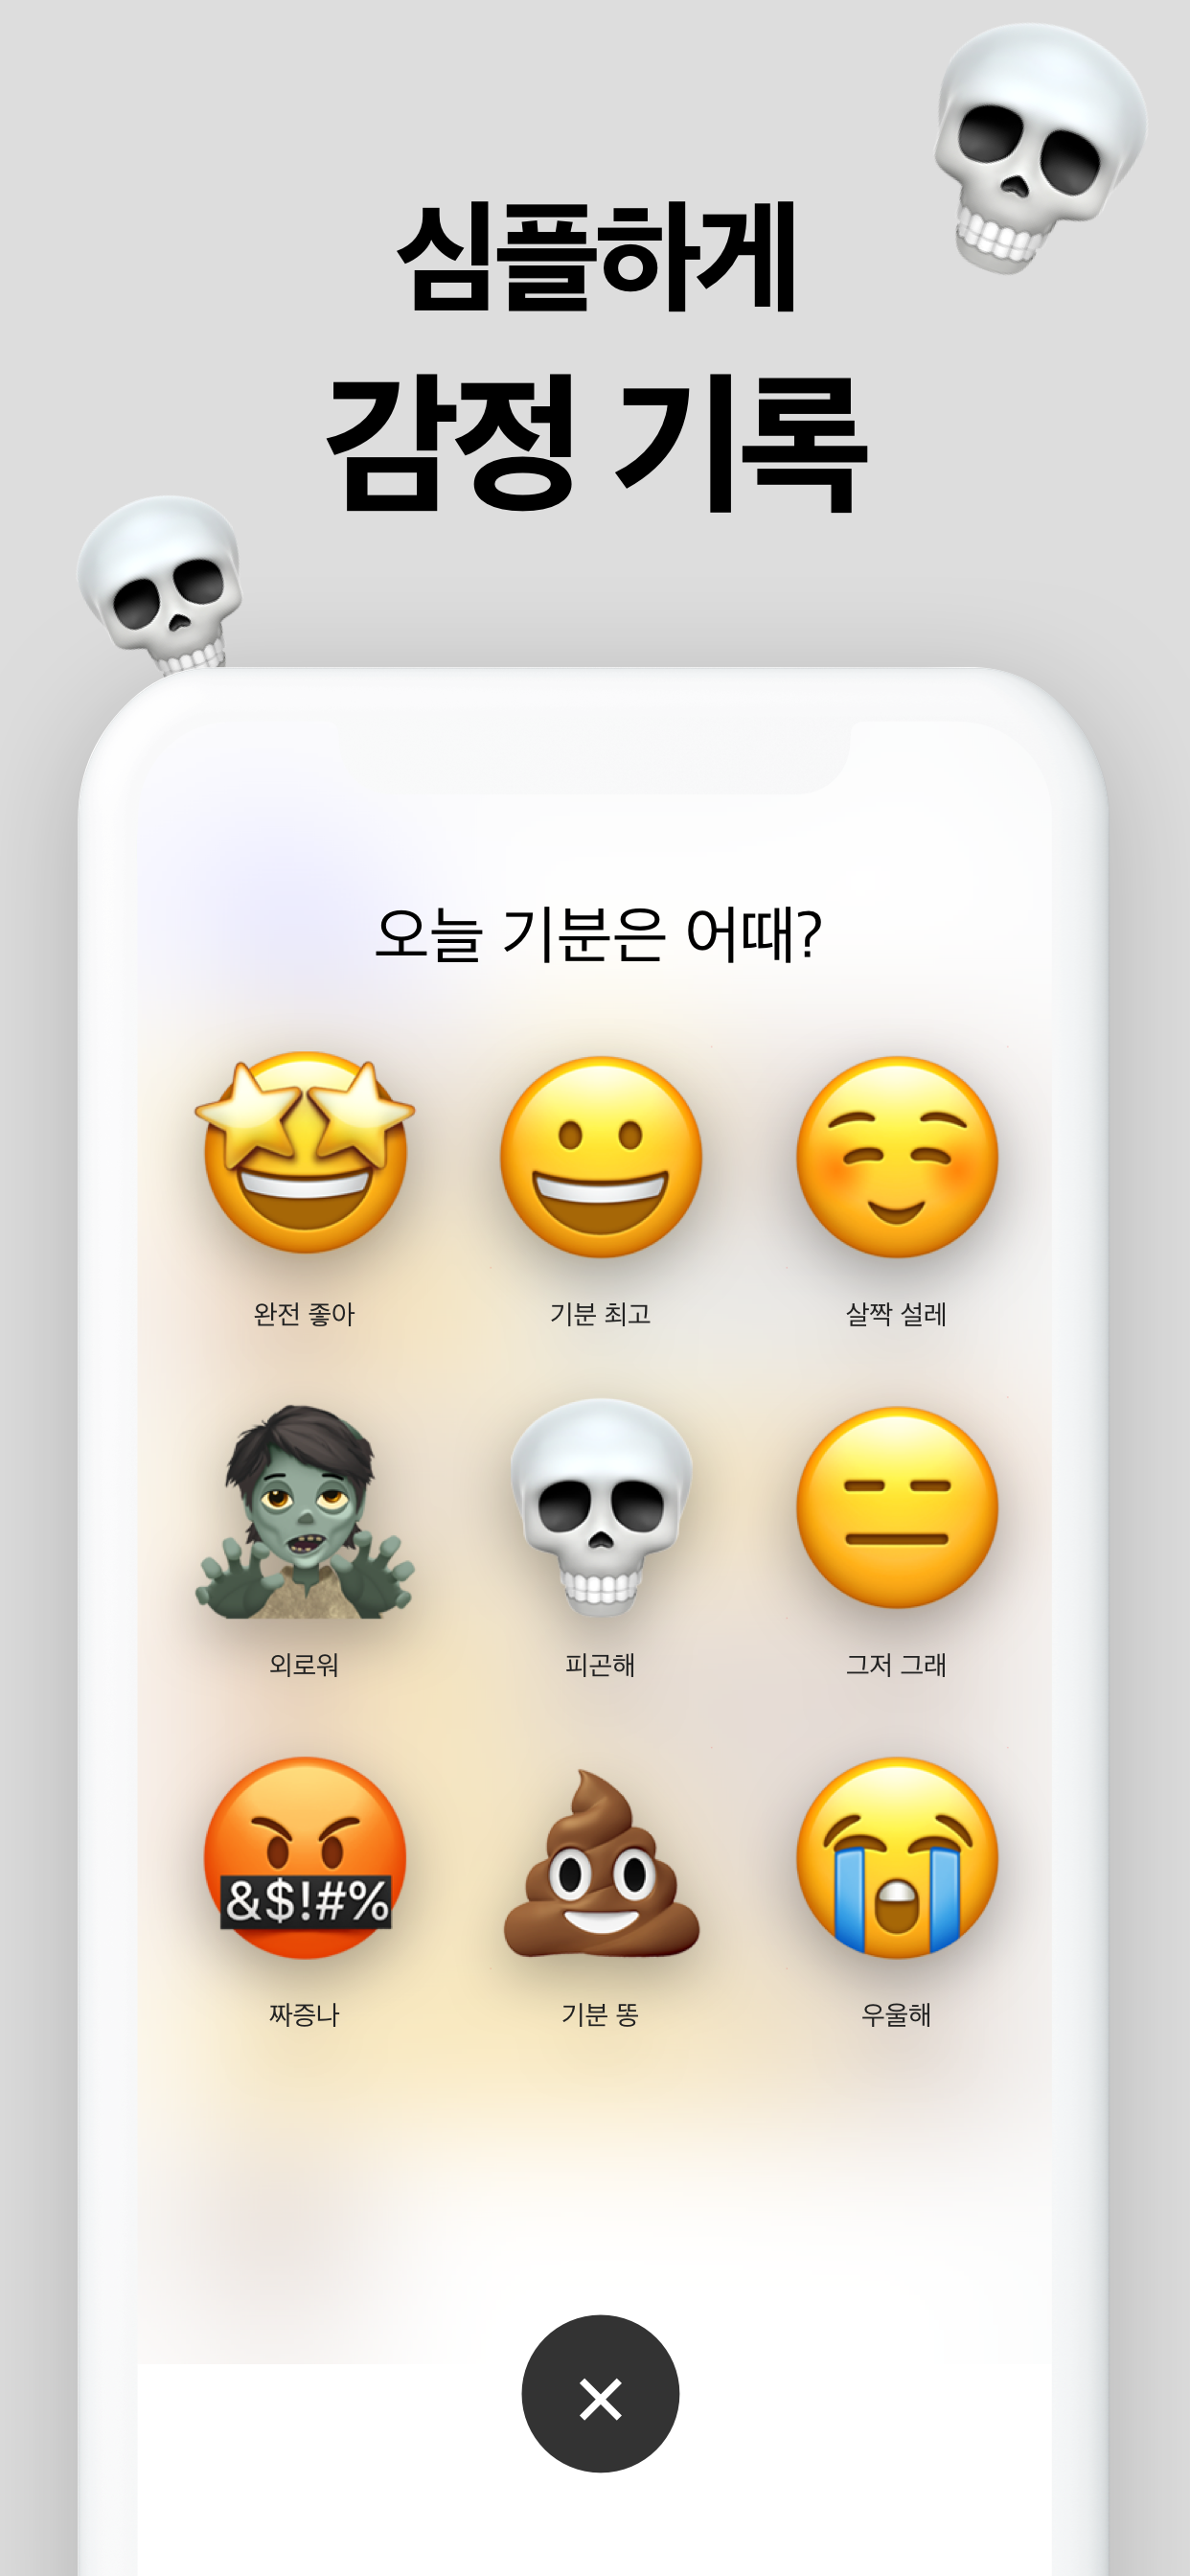 심플하게
감정 기록
오늘 기분은 어때?
완전 좋아 기분 최고 살짝 설레
외로워 피곤해 그저 그래
&$!#%
짜증나 기분 똥 우울해